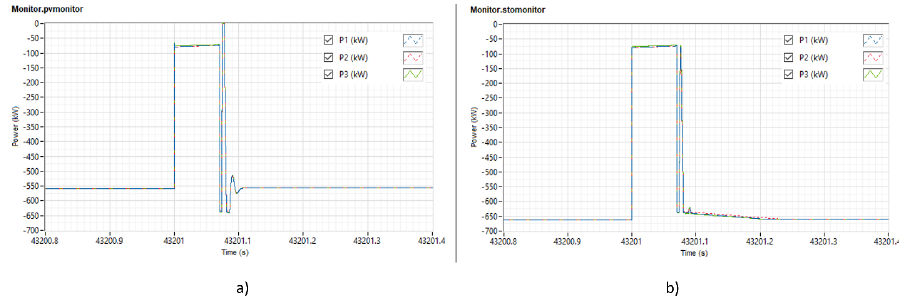 Monitor.pvmonitor
0
-50
-100
-150
-200
-250
-300
-350
-400
-450
-500
-550
-600
-650
-700
Power (kW)
P1 (kW)
P2 (kW)
P3 (kW)
43200.8 43200.9 43201 43201.1 43201.2 43201.3 43201.4
Time (s)
a)
Monitor.stomonitor
0
-50
-100
-150
-200
-250
-300
-350
-400
-450
-500
-550
-600
-650
-700
Power (kW)
P1 (kW)
P2 (kW)
P3 (kW)
43200.8 43200.9 43201 43201.1 43201.2 43201.3 43201.4
Time (s)
b)